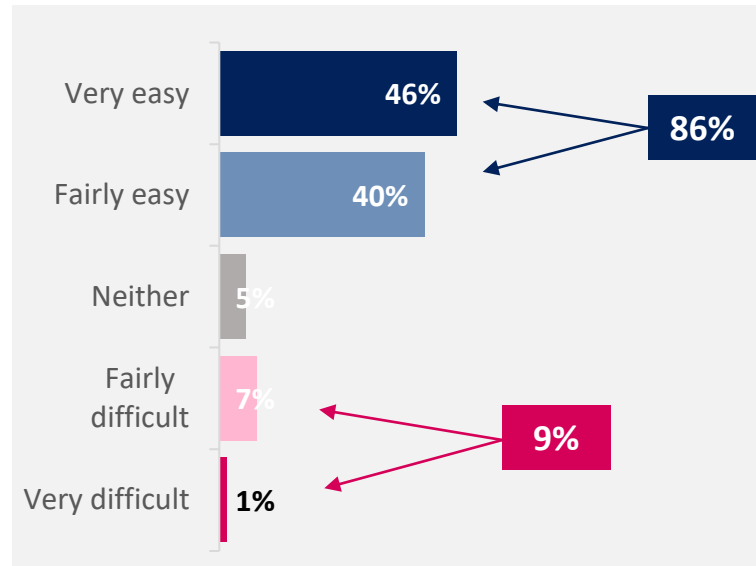 Very easy
46%
86%
Fairly easy
40%
Neither
5%
Fairly
difficult
7%
9%
Very difficult
1%